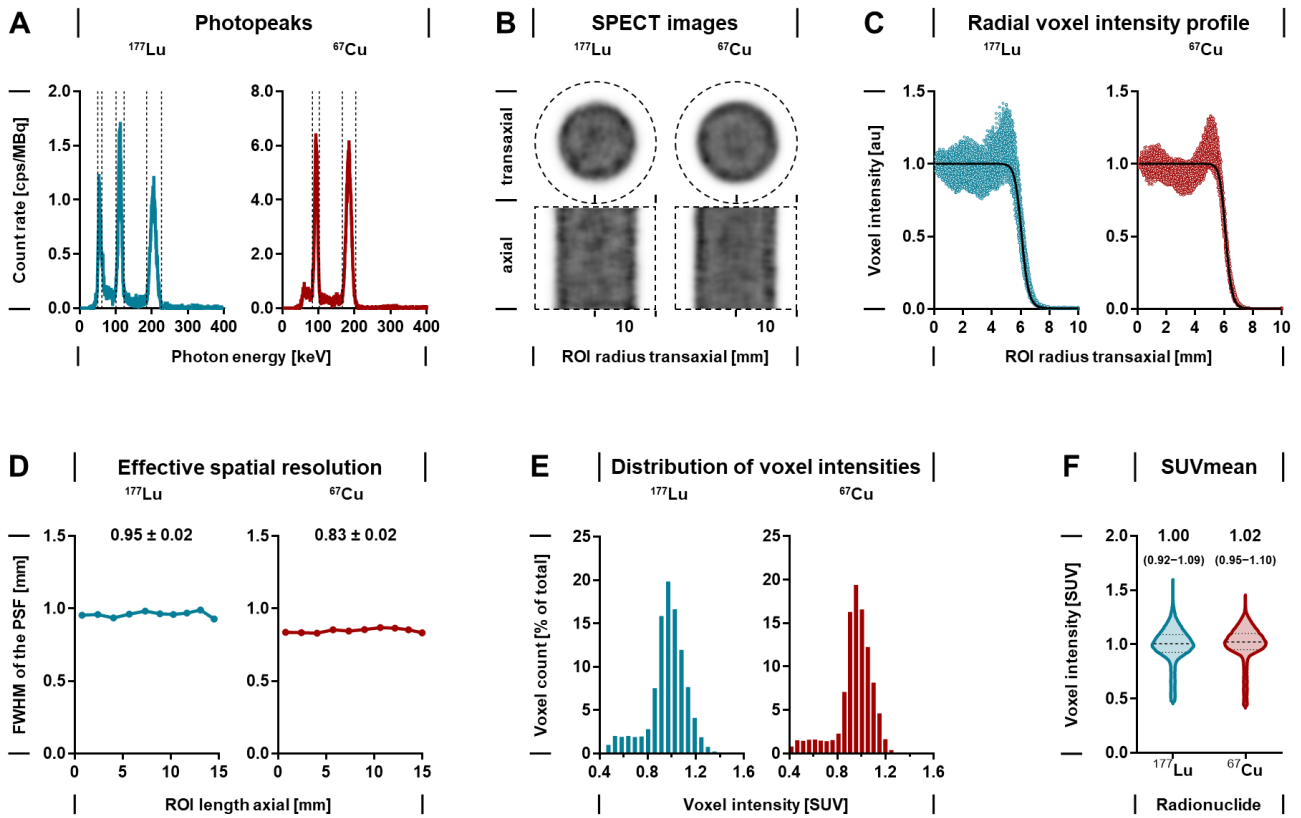 A
Photopeaks
¹⁷⁷Lu
⁶⁷Cu
Count rate [cps/MBq]
2.0
1.5
1.0
0.5
0.0
0
100
200
300
400
8.0
6.0
4.0
2.0
0.0
0
100
200
300
400
Photon energy [keV]
B
SPECT images
¹⁷⁷Lu
⁶⁷Cu
transaxial
axial
10
10
ROI radius transaxial [mm]
C
Radial voxel intensity profile
¹⁷⁷Lu
⁶⁷Cu
Voxel intensity [au]
1.5
1.0
0.5
0.0
0
2
4
6
8
10
1.5
1.0
0.5
0.0
0
2
4
6
8
10
ROI radius transaxial [mm]
D
Effective spatial resolution
¹⁷⁷Lu
⁶⁷Cu
FWHM of the PSF [mm]
0.95 ± 0.02
1.5
1.0
0.5
0.0
0
5
10
15
0.83 ± 0.02
1.5
1.0
0.5
0.0
0
5
10
15
ROI length axial [mm]
E
Distribution of voxel intensities
¹⁷⁷Lu
⁶⁷Cu
Voxel count [% of total]
25
20
15
10
5
0
0.4
0.8
1.2
1.6
25
20
15
10
5
0
0.4
0.8
1.2
1.6
Voxel intensity [SUV]
F
SUVmean
Voxel intensity [SUV]
2.0
1.5
1.0
0.5
0.0
1.00
1.02
(0.92−1.09)
(0.95−1.10)
¹⁷⁷Lu
⁶⁷Cu
Radionuclide